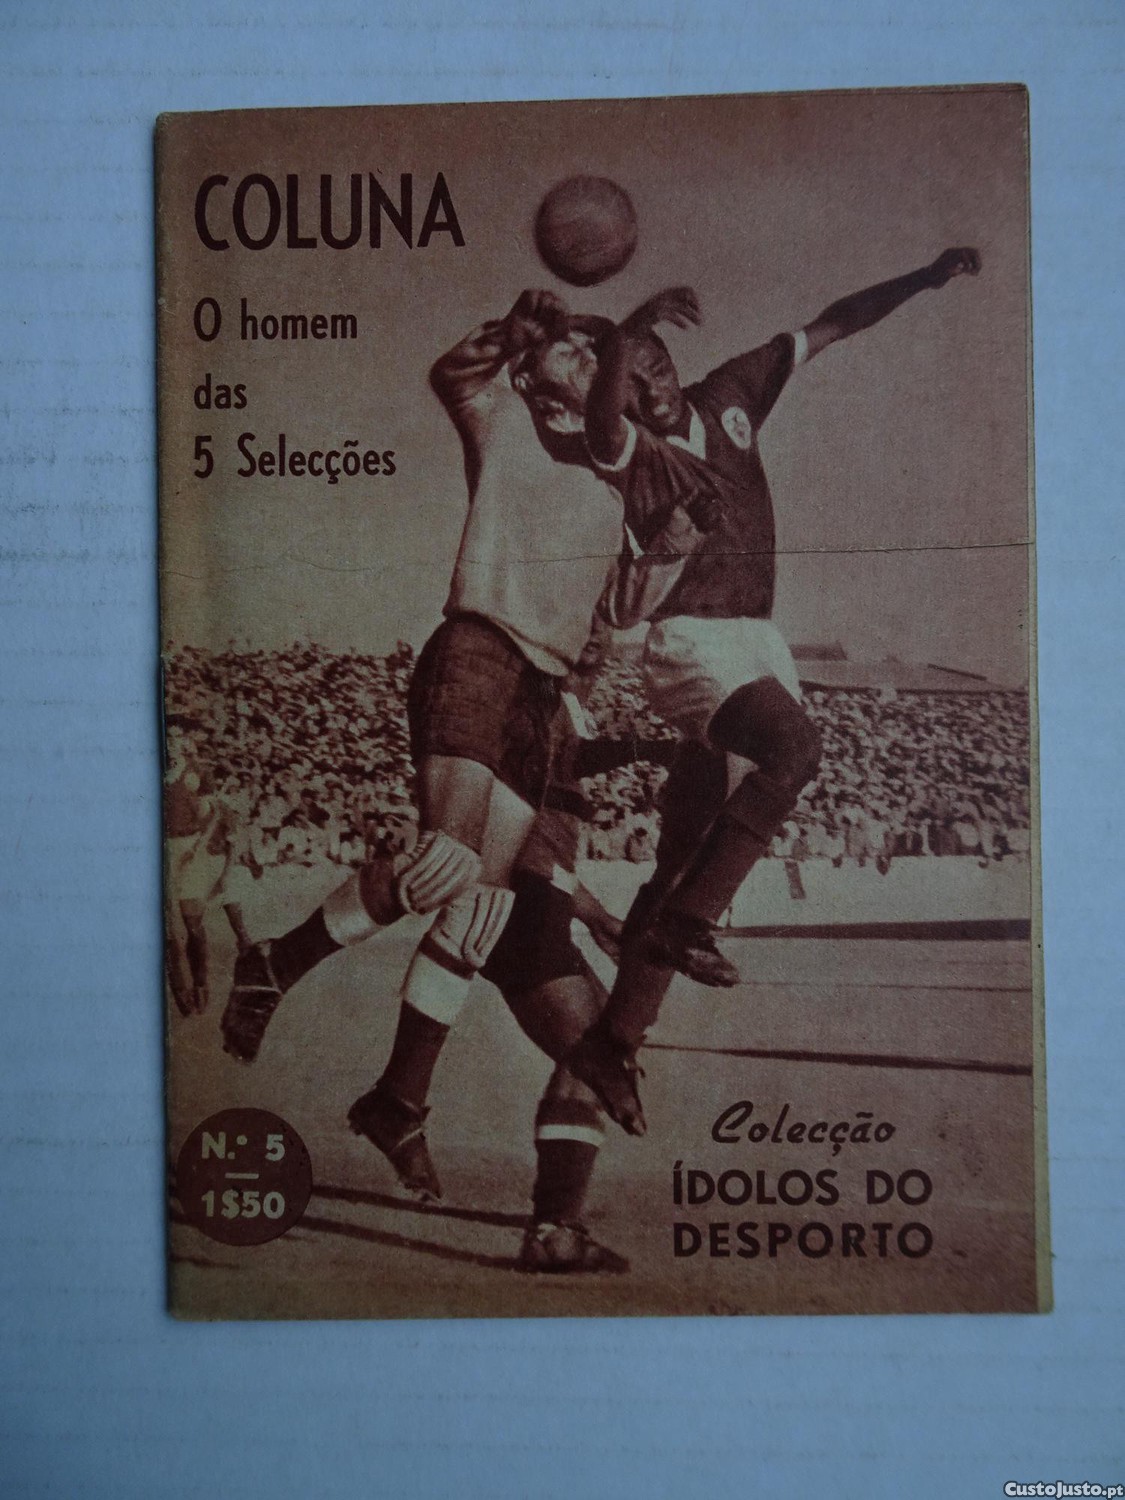 COLUNA
O homem
das
5 Selecções
N.º 5
1$50
Colecção
ÍDOLOS DO
DESPORTO
CustoJusto.pt